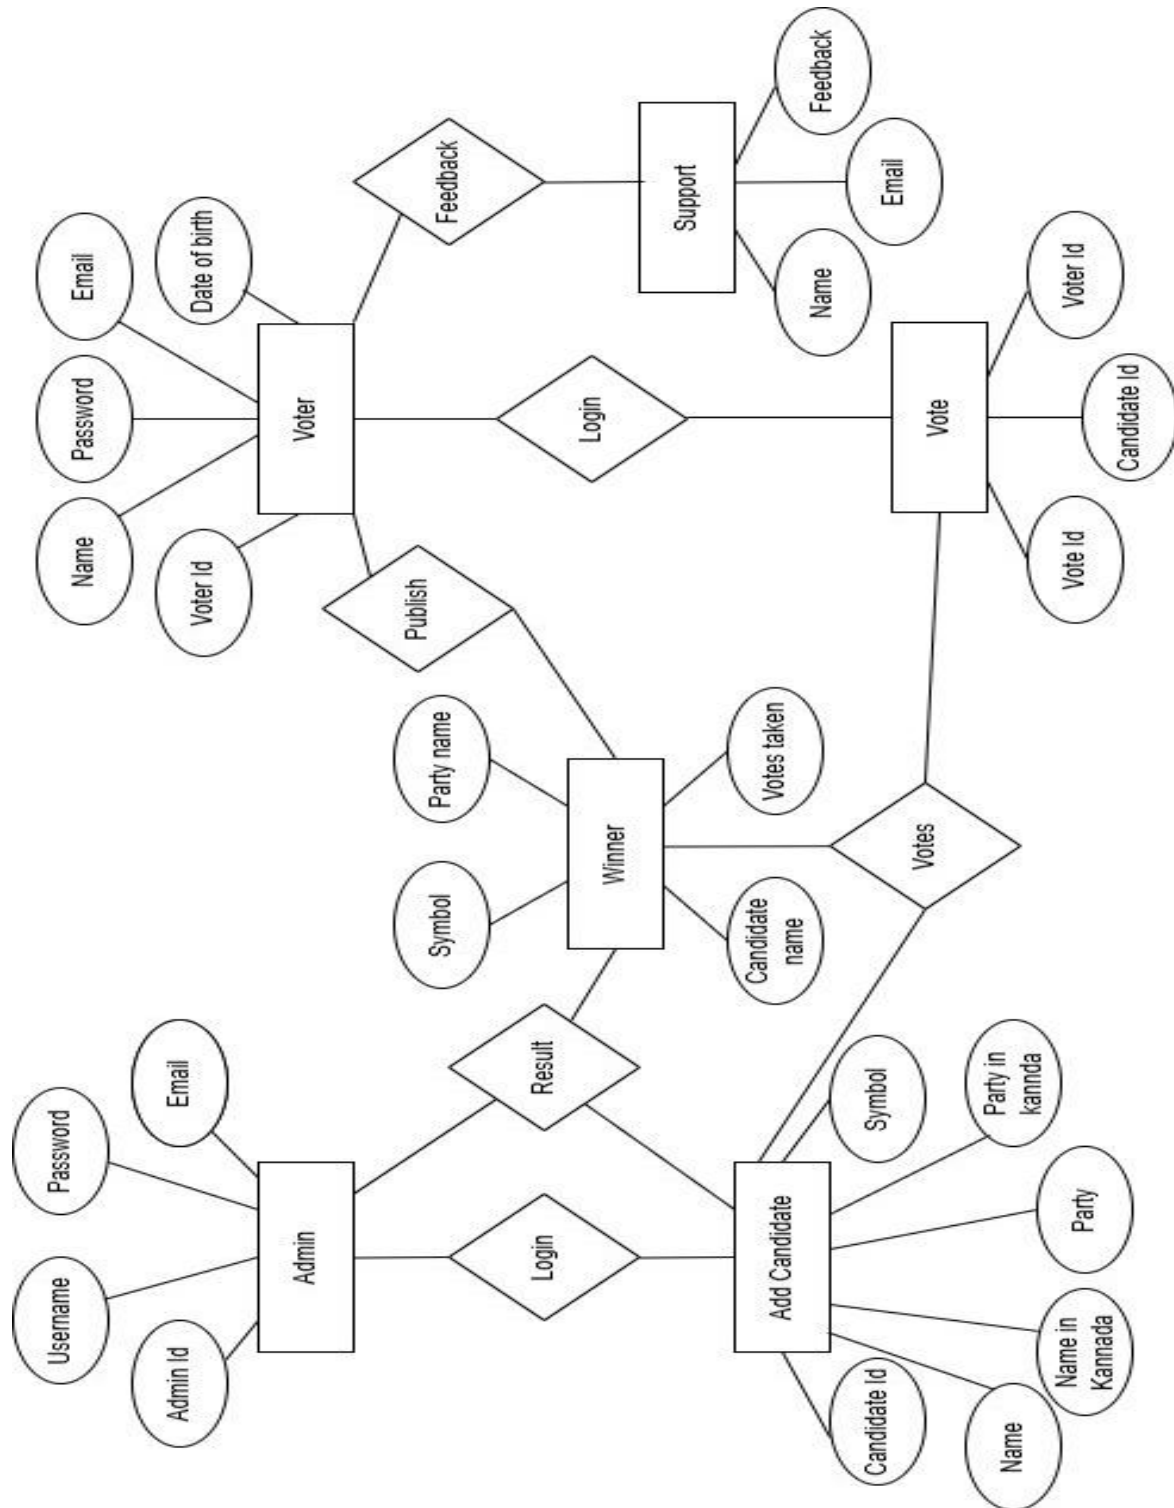 Username
Password
Name
Password
Email
Admin Id
Email
Voter Id
Date of birth
Admin
Voter
Symbol
Party name
Publish
Feedback
Login
Result
Winner
Login
Support
Add Candidate
Candidate
name
Votes taken
Name
Feedback
Candidate Id
Symbol
Email
Votes
Vote
Name
Party in
kannda
Name in
Kannada
Party
Vote Id
Candidate Id
Voter Id